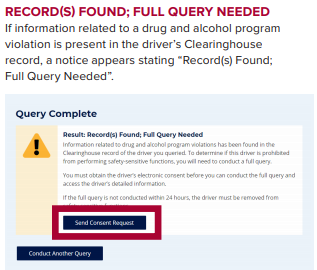 RECORD(S) FOUND; FULL QUERY NEEDED
If information related to a drug and alcohol program
violation is present in the driver's Clearinghouse
record, a notice appears stating "Record(s) Found;
Full Query Needed".
Query Complete
Result: Record(s) Found; Full Query Needed
Information related to drug and alcohol program violations has been found in the
Clearinghouse record of the driver you queried. To determine if this driver is prohibited
from performing safety-sensitive functions, you will need to conduct a full query.
You must obtain the driver's electronic consent before you can conduct the full query and
access the driver's detailed information.
If the full query is not conducted within 24 hours, the driver must be removed from
Send Consent Request
Conduct Another Query